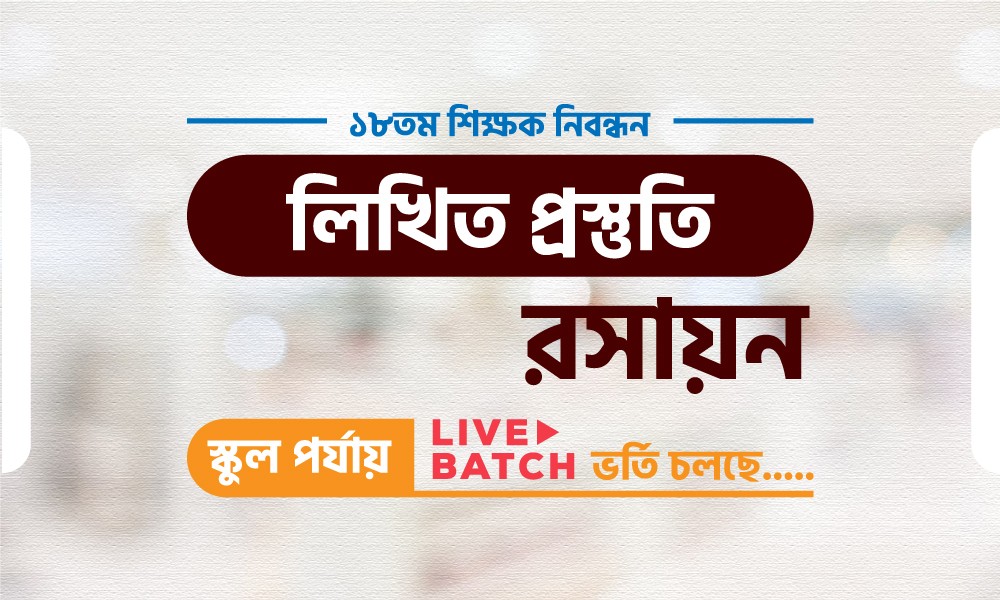 ১৮তম শিক্ষক নিবন্ধন
লিখিত প্রস্তুতি
রসায়ন
স্কুল পর্যায়
LIVE
BATCH ভর্তি চলছে.....